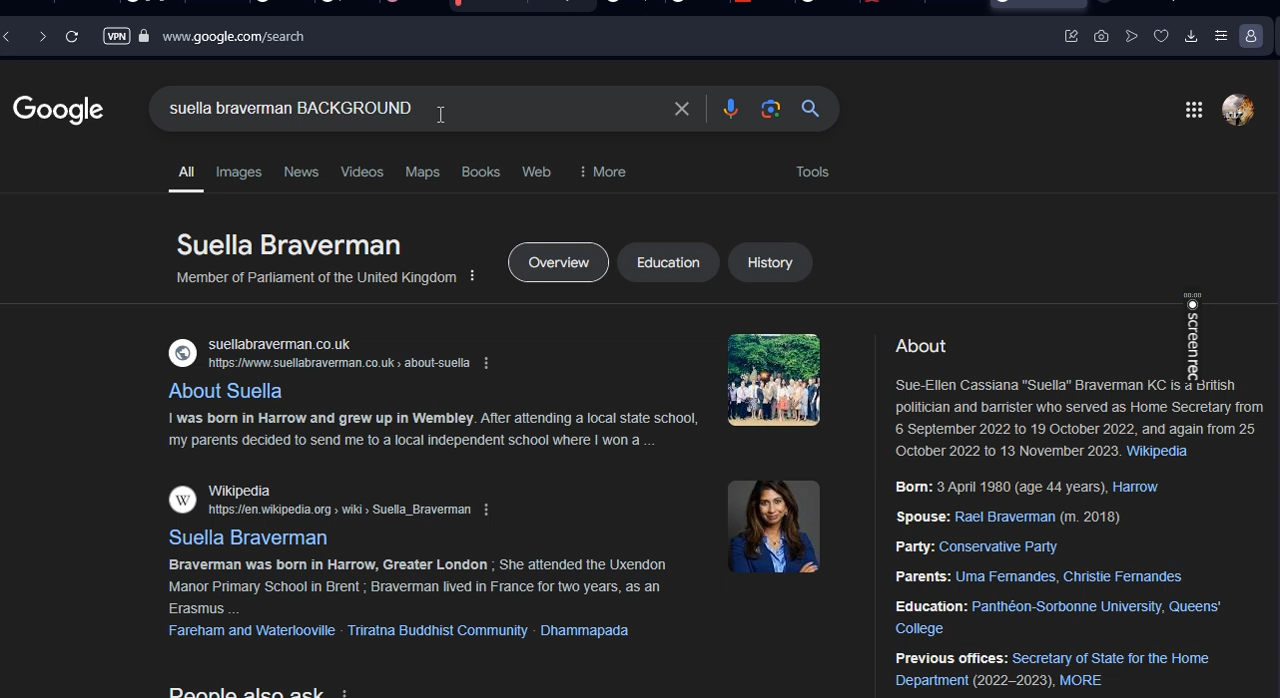 VPN www.google.com/search
Google suella braverman BACKGROUND
All Images News Videos Maps Books Web More Tools
Suella Braverman
Member of Parliament of the United Kingdom
Overview Education History
00:00
screen rec
suellabraverman.co.uk
https://www.suellabraverman.co.uk › about-suella
About Suella
I was born in Harrow and grew up in Wembley. After attending a local state school,
my parents decided to send me to a local independent school where I won a ...
W
Wikipedia
https://en.wikipedia.org › wiki › Suella_Braverman
Suella Braverman
Braverman was born in Harrow, Greater London ; She attended the Uxendon
Manor Primary School in Brent ; Braverman lived in France for two years, as an
Erasmus ...
Fareham and Waterlooville · Triratna Buddhist Community · Dhammapada
People also ask
About
Sue-Ellen Cassiana "Suella" Braverman KC is a British
politician and barrister who served as Home Secretary from
6 September 2022 to 19 October 2022, and again from 25
October 2022 to 13 November 2023. Wikipedia
Born: 3 April 1980 (age 44 years), Harrow
Spouse: Rael Braverman (m. 2018)
Party: Conservative Party
Parents: Uma Fernandes, Christie Fernandes
Education: Panthéon-Sorbonne University, Queens'
College
Previous offices: Secretary of State for the Home
Department (2022–2023), MORE